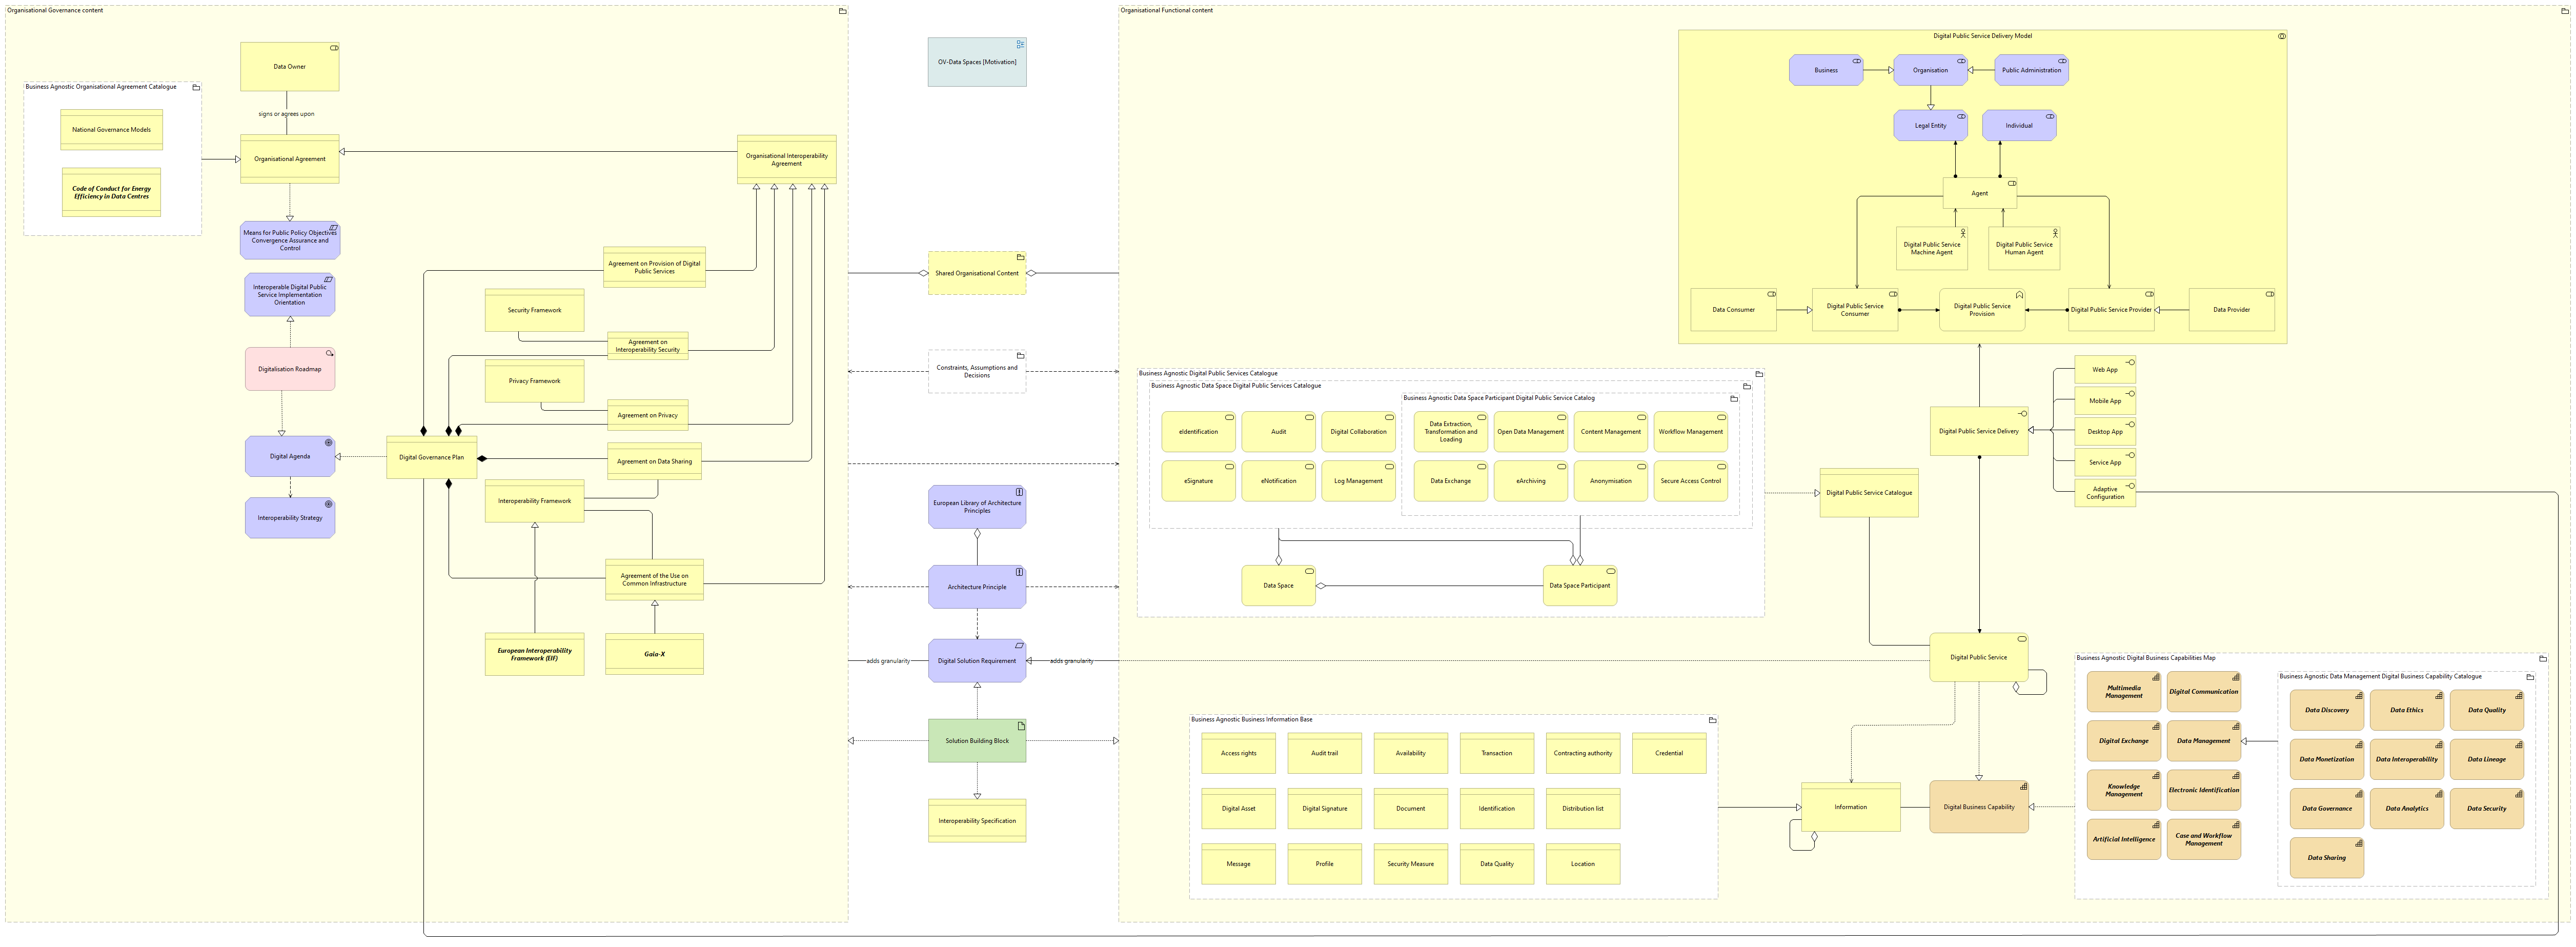 Organisational Governance content
Data Owner
Business Agnostic Organisational Agreement Catalogue
National Governance Models
Code of Conduct for Energy
Efficiency in Data Centres
signs or agrees upon
Organisational Agreement
Means for Public Policy Objectives
Convergence Assurance and
Control
Interoperable Digital Public
Service Implementation
Orientation
Digitalisation Roadmap
Digital Agenda
Interoperability Strategy
Digital Governance Plan
Organisational Interoperability
Agreement
Agreement on Provision of Digital
Public Services
Security Framework
Agreement on
Interoperability Security
Privacy Framework
Agreement on Privacy
Agreement on Data Sharing
Interoperability Framework
Agreement of the Use on
Common Infrastructure
European Interoperability
Framework (EIF)
Gaia-X
OV-Data Spaces [Motivation]
Shared Organisational Content
Constraints, Assumptions and
Decisions
European Library of Architecture
Principles
Architecture Principle
adds granularity
Digital Solution Requirement
adds granularity
Solution Building Block
Interoperability Specification
Organisational Functional content
Digital Public Service Delivery Model
Business
Organisation
Public Administration
Legal Entity
Individual
Agent
Digital Public Service
Machine Agent
Digital Public Service
Human Agent
Data Consumer
Digital Public Service
Consumer
Digital Public Service
Provision
Digital Public Service Provider
Data Provider
Business Agnostic Digital Public Services Catalogue
Business Agnostic Data Space Digital Public Services Catalogue
Business Agnostic Data Space Participant Digital Public Service Catalog
eIdentification
Audit
Digital Collaboration
Data Extraction,
Transformation and
Loading
Open Data Management
Content Management
Workflow Management
eSignature
eNotification
Log Management
Data Exchange
eArchiving
Anonymisation
Secure Access Control
Data Space
Data Space Participant
Digital Public Service Catalogue
Digital Public Service Delivery
Web App
Mobile App
Desktop App
Service App
Adaptive
Configuration
Digital Public Service
Business Agnostic Business Information Base
Access rights
Audit trail
Availability
Transaction
Contracting authority
Credential
Digital Asset
Digital Signature
Document
Identification
Distribution list
Message
Profile
Security Measure
Data Quality
Location
Information
Digital Business Capability
Business Agnostic Digital Business Capabilities Map
Multimedia
Management
Digital Communication
Digital Exchange
Data Management
Knowledge
Management
Electronic Identification
Artificial Intelligence
Case and Workflow
Management
Business Agnostic Data Management Digital Business Capability Catalogue
Data Discovery
Data Ethics
Data Quality
Data Monetization
Data Interoperability
Data Lineage
Data Governance
Data Analytics
Data Security
Data Sharing